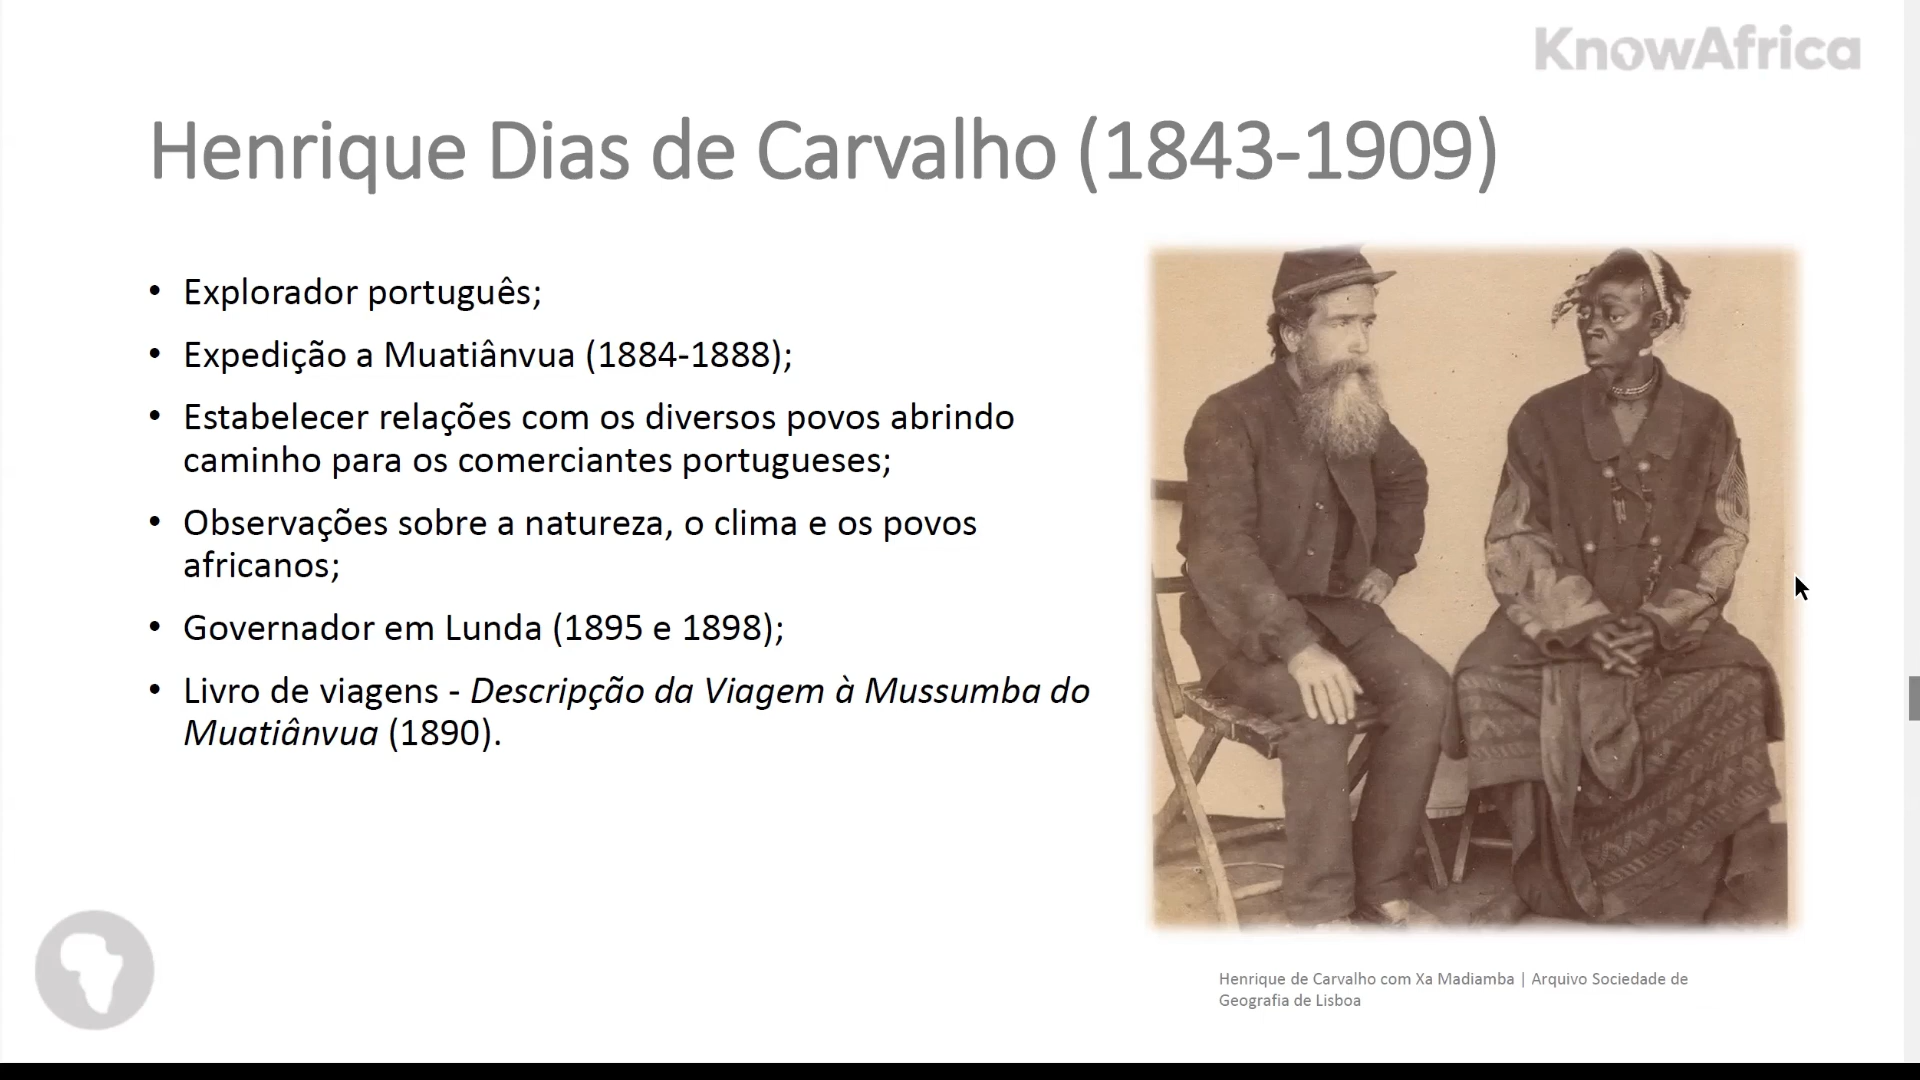 KnowAfrica
Henrique Dias de Carvalho (1843-1909)
• Explorador português;
• Expedição a Muatiânvua (1884-1888);
• Estabelecer relações com os diversos povos abrindo
caminho para os comerciantes portugueses;
• Observações sobre a natureza, o clima e os povos
africanos;
• Governador em Lunda (1895 e 1898);
• Livro de viagens - Descripção da Viagem à Mussumba do
Muatiânvua (1890).
Henrique de Carvalho com Xa Madiamba | Arquivo Sociedade de
Geografia de Lisboa